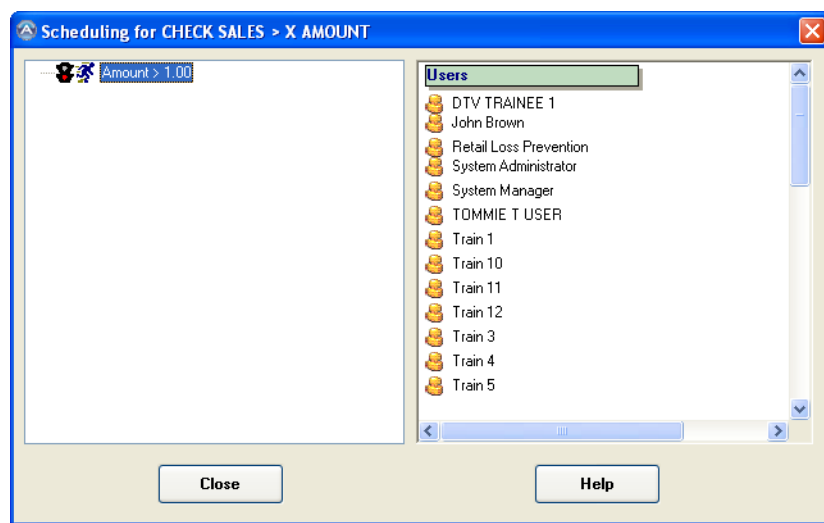 Scheduling for CHECK SALES > X AMOUNT
Amount > 1.00
Users
DTV TRAINEE 1
John Brown
Retail Loss Prevention
System Administrator
System Manager
TOMMIE T USER
Train 1
Train 10
Train 11
Train 12
Train 3
Train 4
Train 5
Close
Help